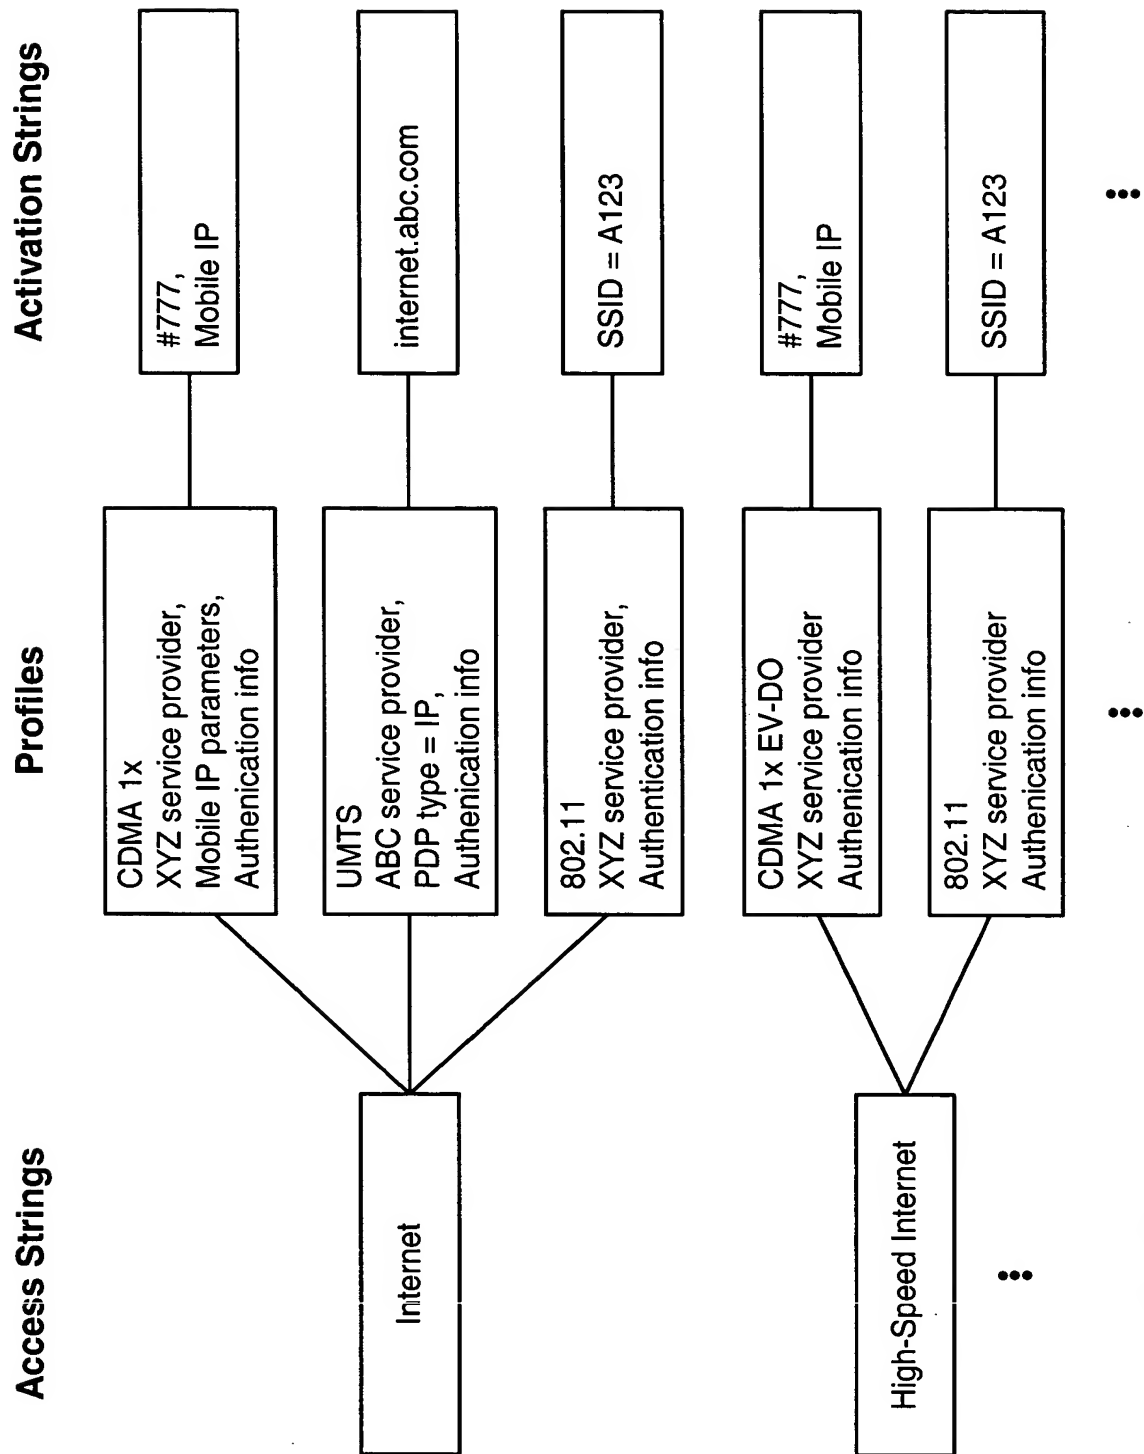 Access Strings
Profiles
Activation Strings
Internet
CDMA 1x
XYZ service provider,
Mobile IP parameters,
Authenication info
#777,
Mobile IP
UMTS
ABC service provider,
PDP type = IP,
Authenication info
internet.abc.com
802.11
XYZ service provider,
Authentication info
SSID = A123
High-Speed Internet
CDMA 1x EV-DO
XYZ service provider
Authenication info
#777,
Mobile IP
802.11
XYZ service provider
Authenication info
SSID = A123